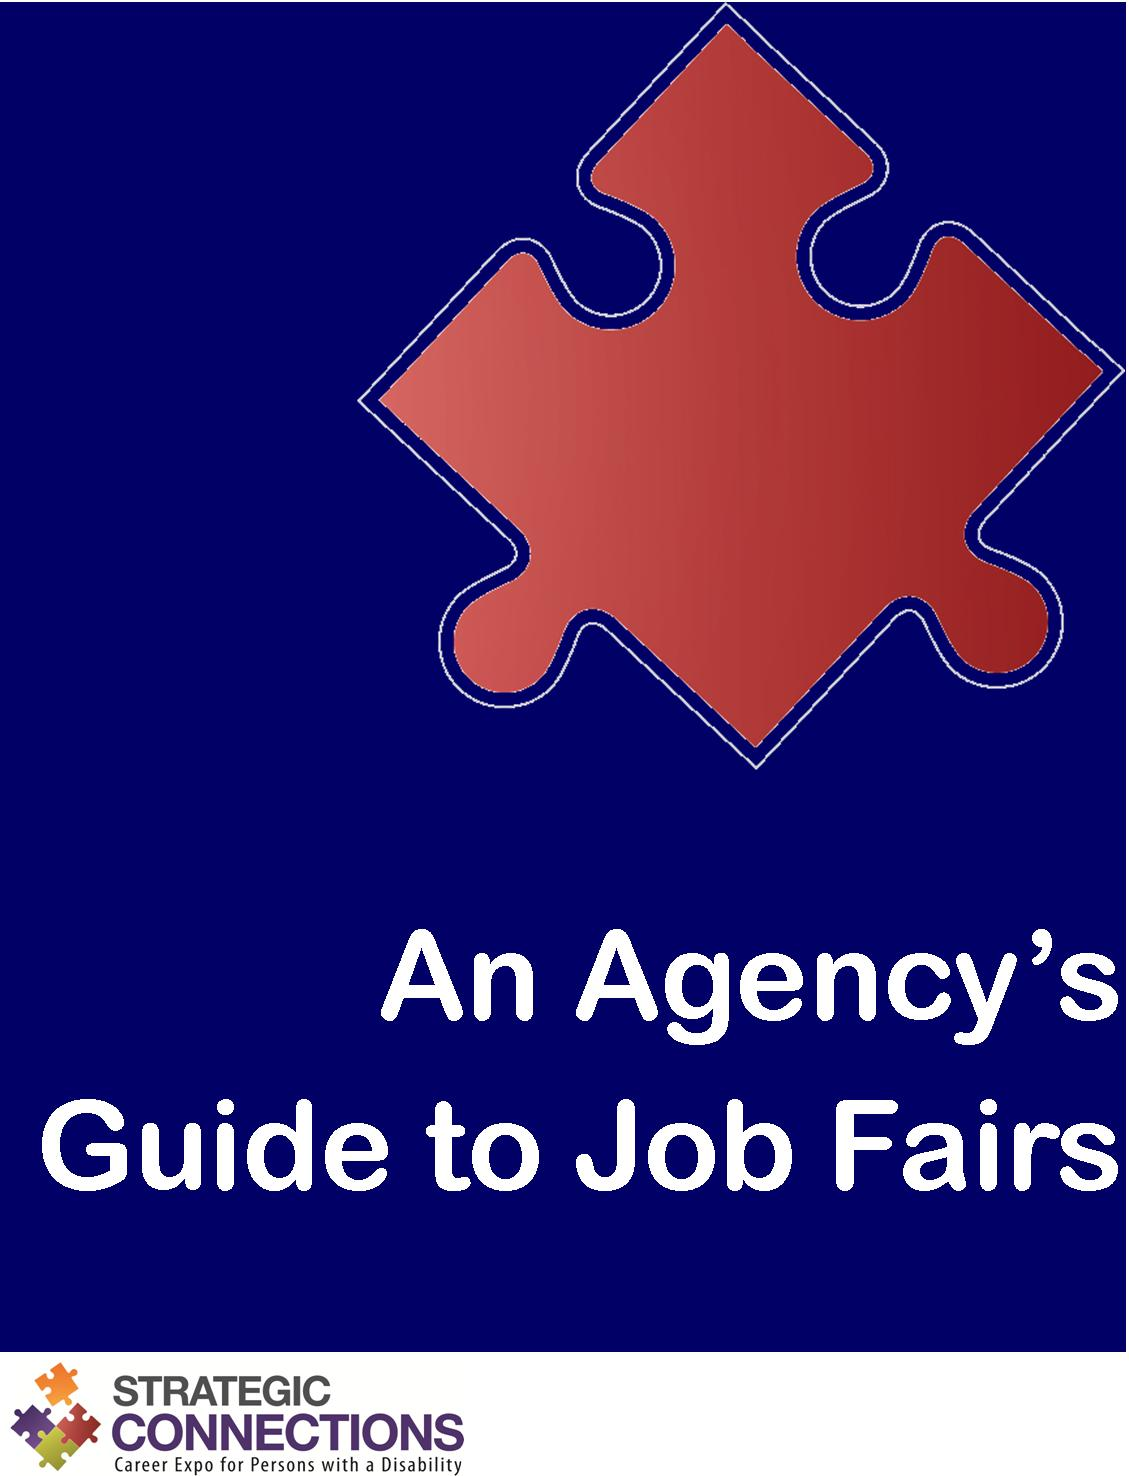 An Agency’s
Guide to Job Fairs
STRATEGIC
CONNECTIONS
Career Expo for Persons with a Disability